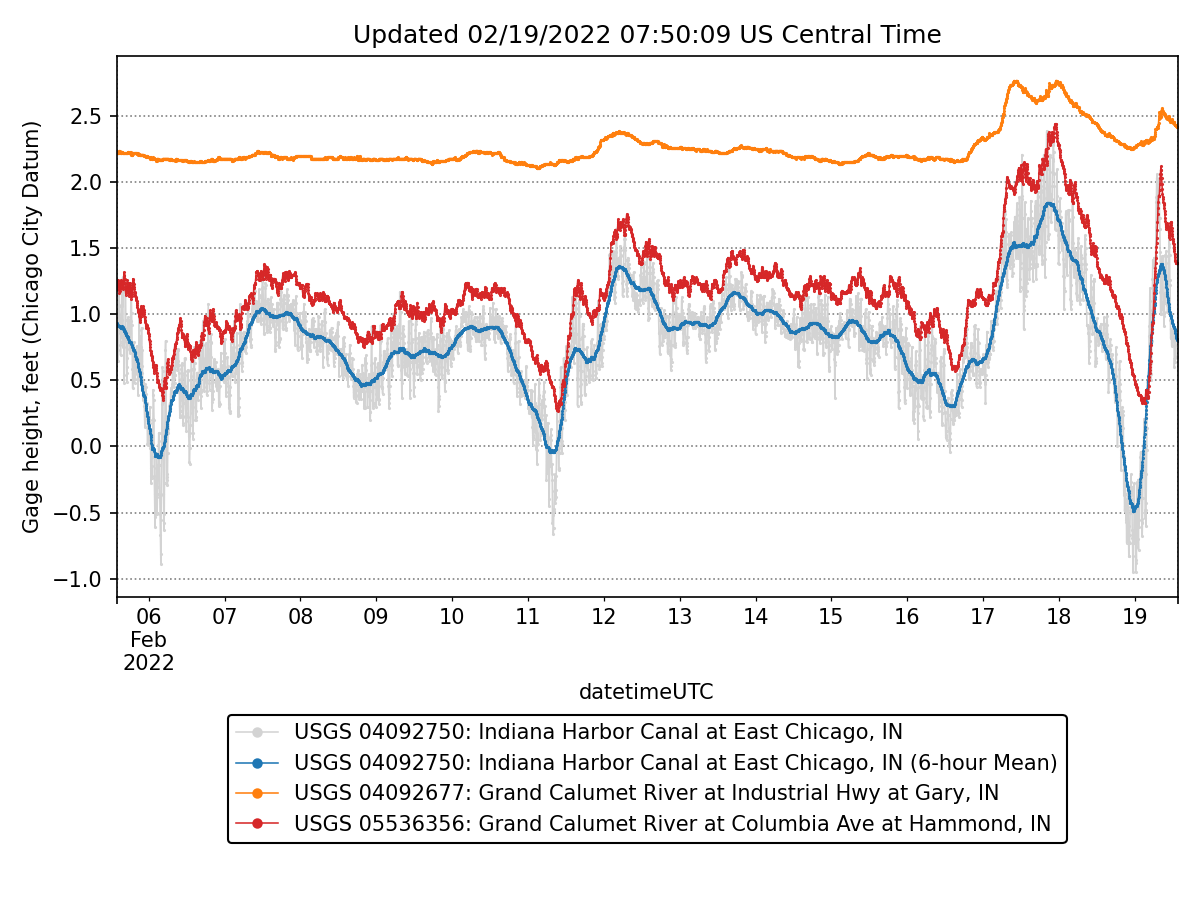 Updated 02/19/2022 07:50:09 US Central Time
Gage height, feet (Chicago City Datum)
2.5
2.0
1.5
1.0
0.5
0.0
−0.5
−1.0
06 07 08 09 10 11 12 13 14 15 16 17 18 19
Feb
2022
datetimeUTC
USGS 04092750: Indiana Harbor Canal at East Chicago, IN
USGS 04092750: Indiana Harbor Canal at East Chicago, IN (6-hour Mean)
USGS 04092677: Grand Calumet River at Industrial Hwy at Gary, IN
USGS 05536356: Grand Calumet River at Columbia Ave at Hammond, IN